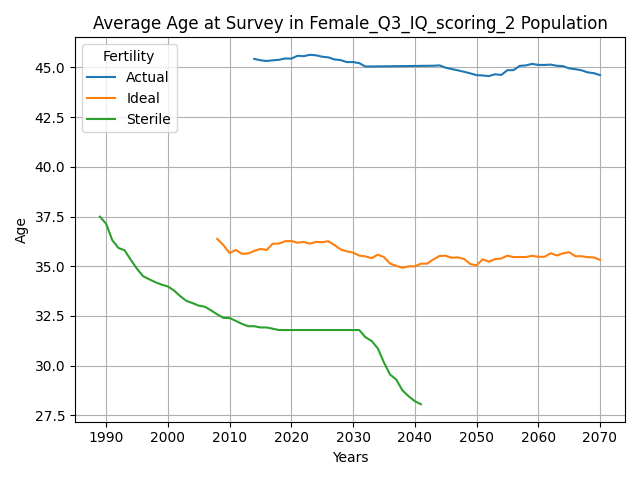 Average Age at Survey in Female_Q3_IQ_scoring_2 Population
Fertility
Actual
Ideal
Sterile
Age
45.0
42.5
40.0
37.5
35.0
32.5
30.0
27.5
1990 2000 2010 2020 2030 2040 2050 2060 2070
Years